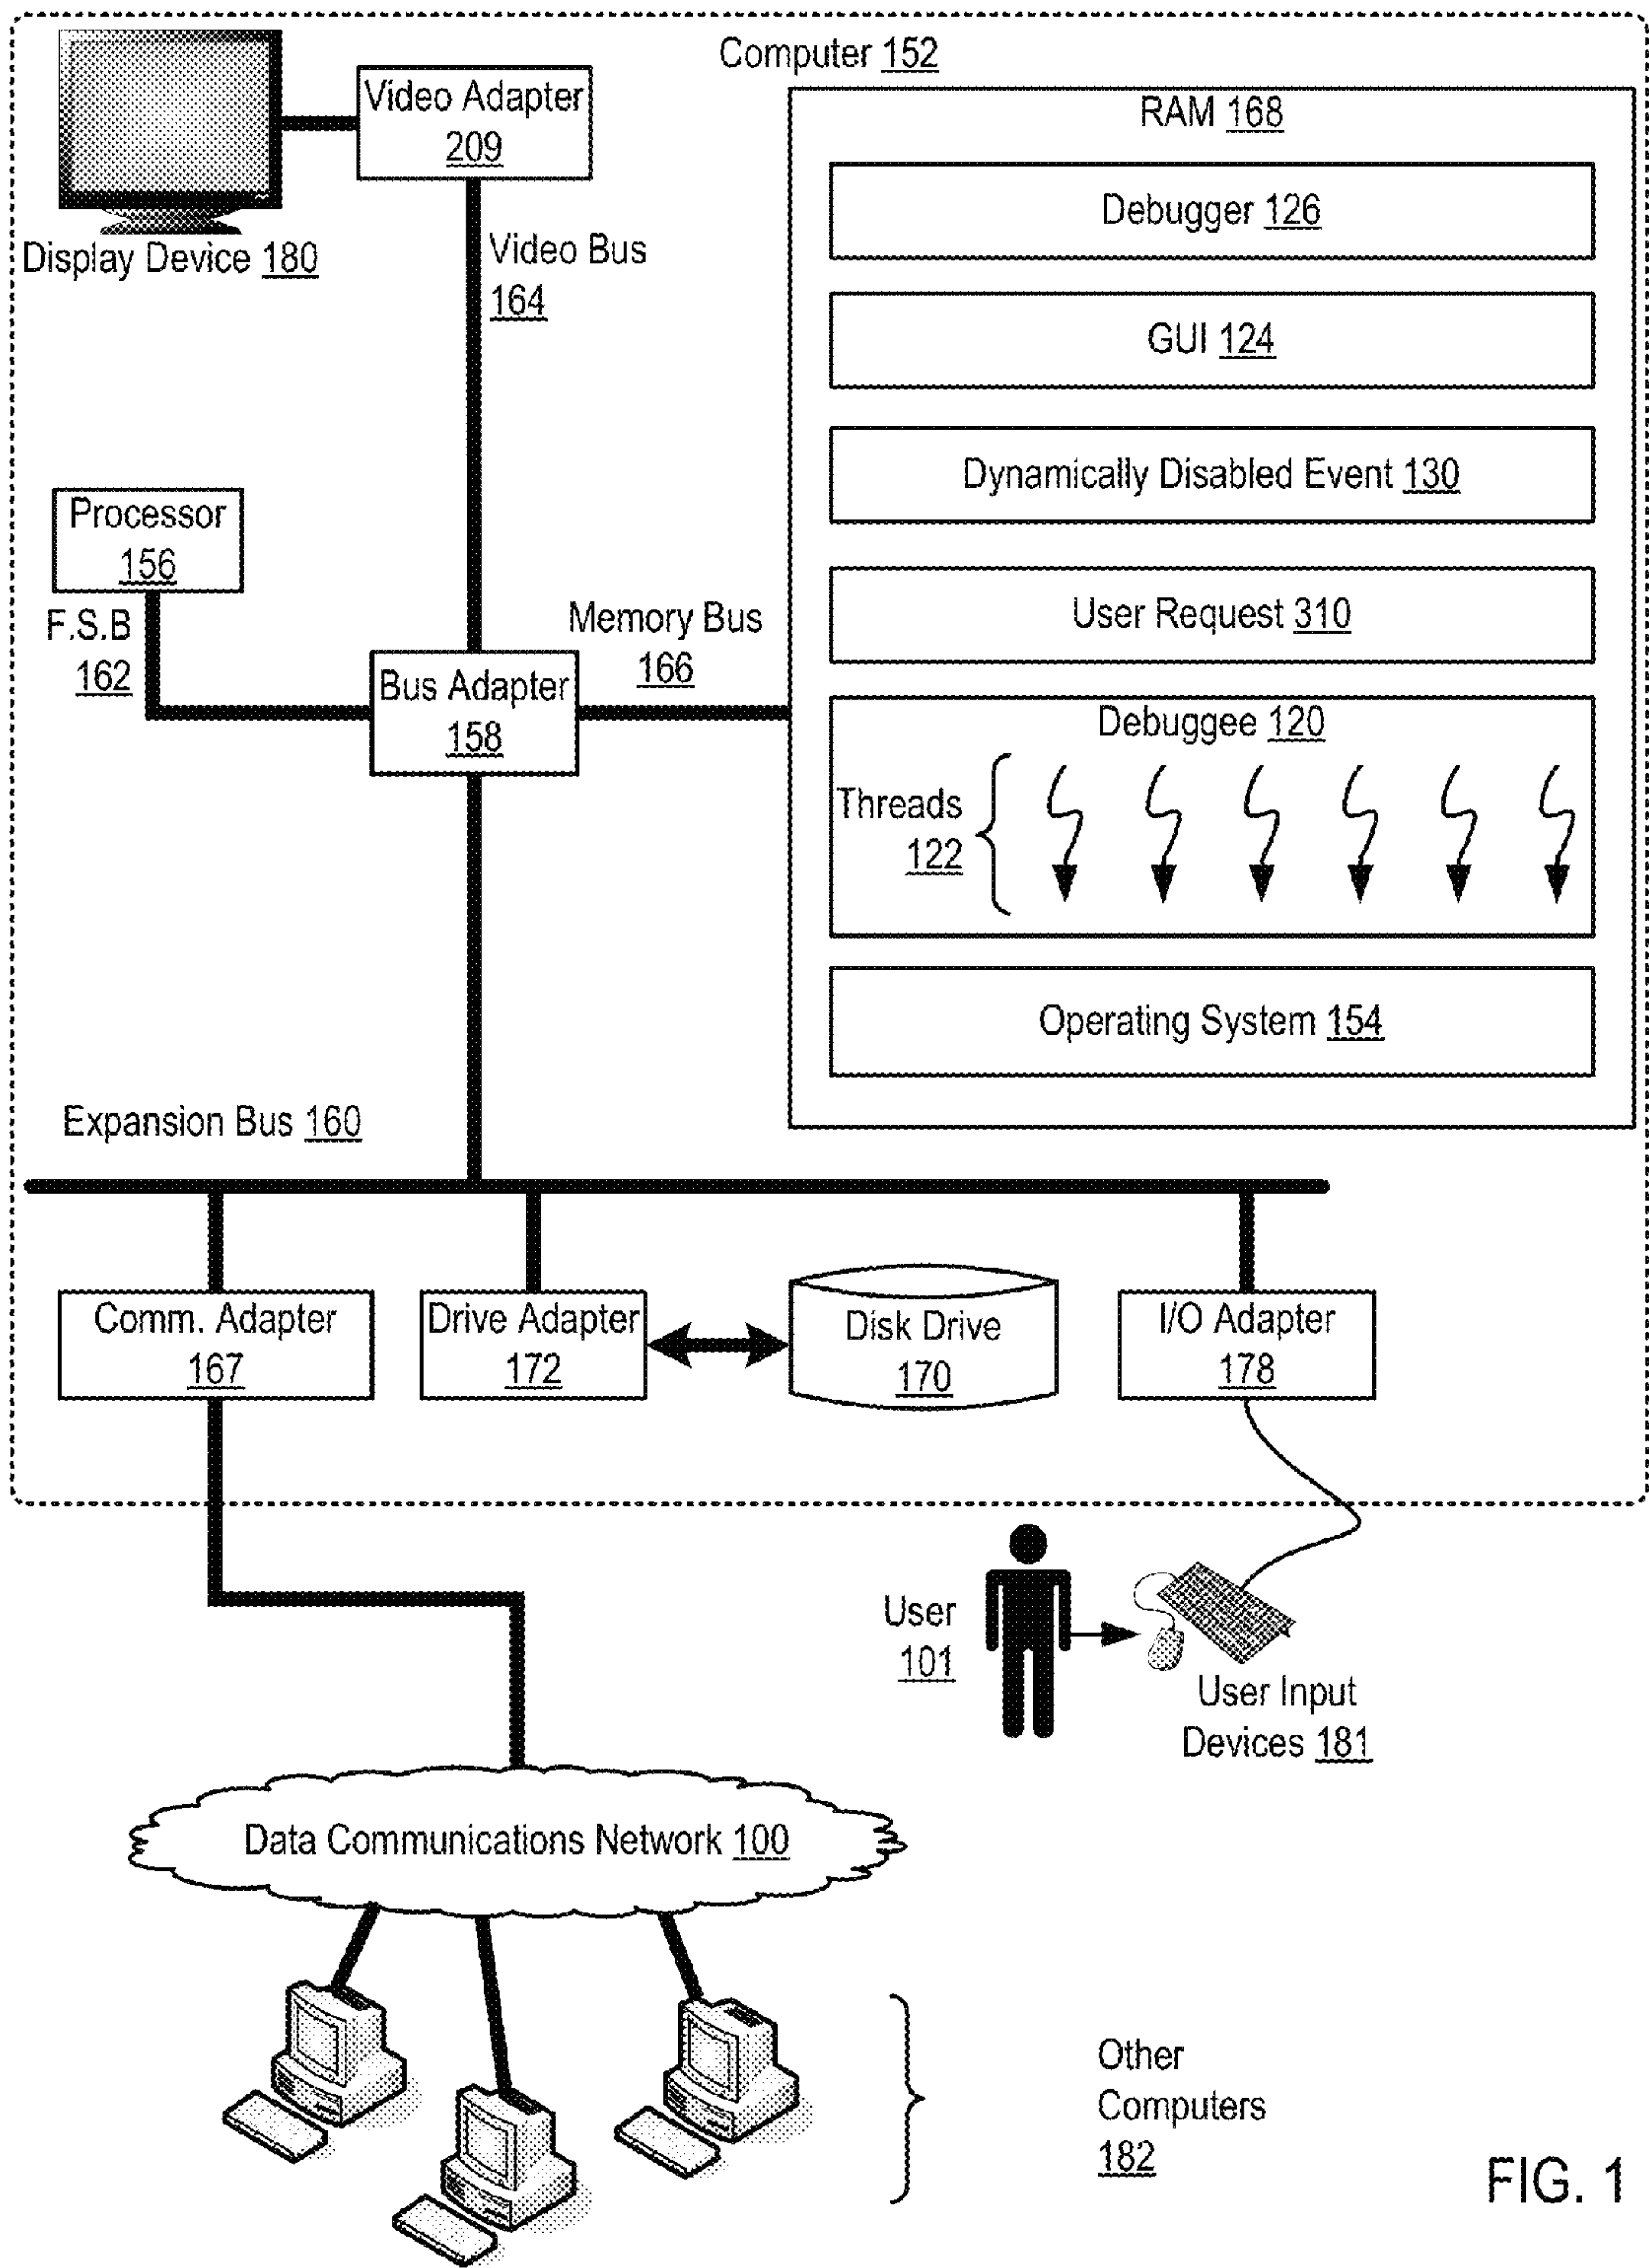 Computer 152
Video Adapter
209
Display Device 180
Video Bus
164
RAM 168
Debugger 126
GUI 124
Dynamically Disabled Event 130
User Request 310
Debuggee 120
Threads
122
Operating System 154
Processor
156
F.S.B
162
Bus Adapter
158
Memory Bus
166
Expansion Bus 160
Comm. Adapter
167
Drive Adapter
172
Disk Drive
170
I/O Adapter
178
User
101
User Input
Devices 181
Data Communications Network 100
Other
Computers
182
FIG. 1